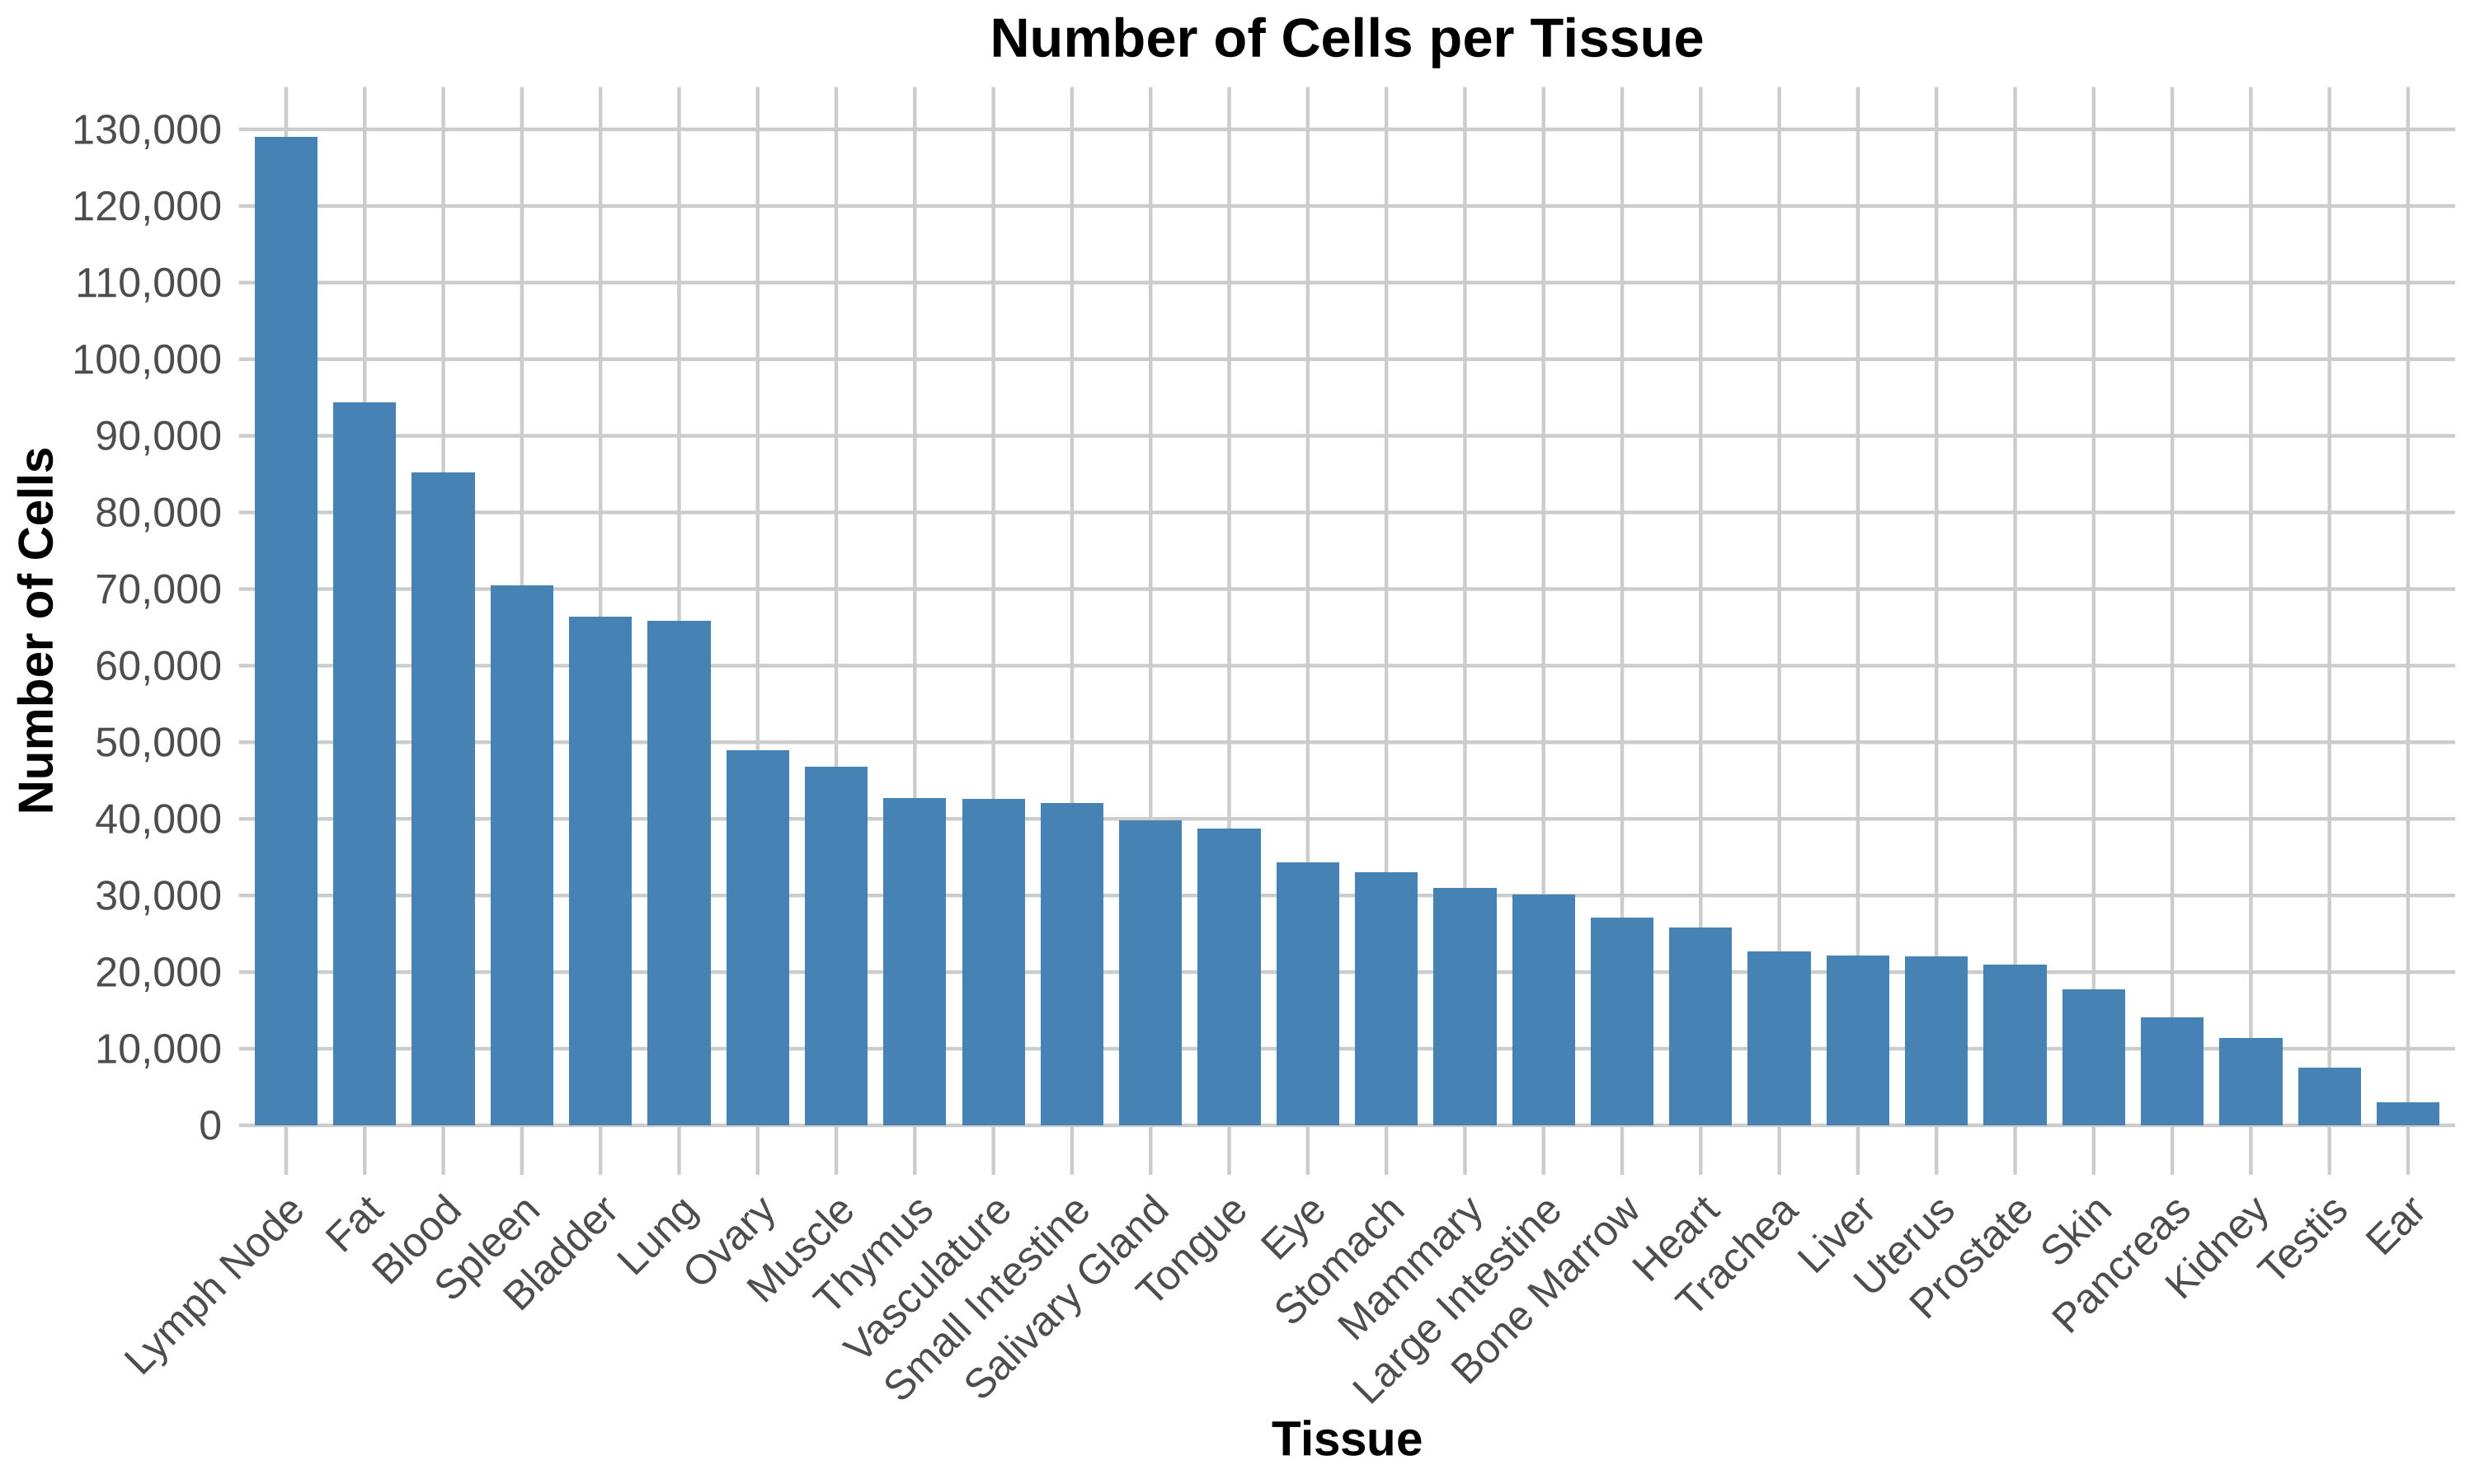 Number of Cells per Tissue
Number of Cells
130,000
120,000
110,000
100,000
90,000
80,000
70,000
60,000
50,000
40,000
30,000
20,000
10,000
0
Lymph Node
Fat
Blood
Spleen
Bladder
Lung
Ovary
Muscle
Thymus
Vasculature
Small Intestine
Salivary Gland
Tongue
Eye
Stomach
Mammary
Large Intestine
Bone Marrow
Heart
Trachea
Liver
Uterus
Prostate
Skin
Pancreas
Kidney
Testis
Ear
Tissue